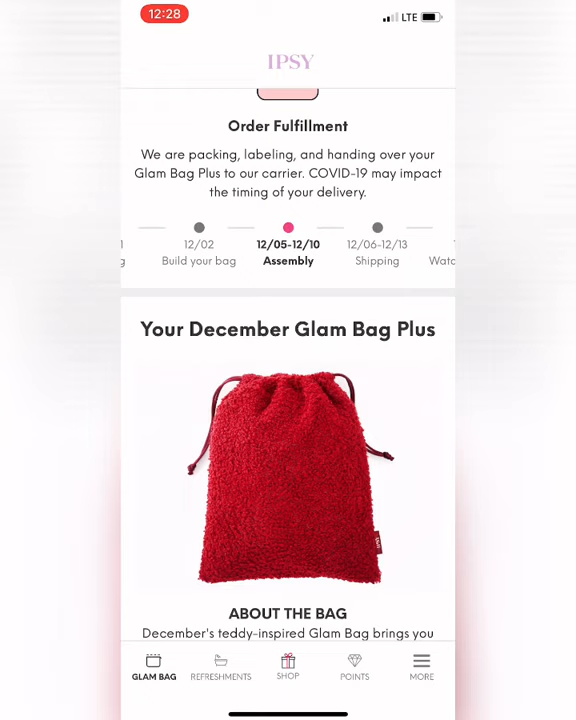 12:28
LTE
IPSY
Order Fulfillment
We are packing, labeling, and handing over your
Glam Bag Plus to our carrier. COVID-19 may impact
the timing of your delivery.
1 12/02 12/05-12/10 12/06-12/13
g Build your bag Assembly Shipping Watc
Your December Glam Bag Plus
ABOUT THE BAG
December's teddy-inspired Glam Bag brings you
GLAM BAG REFRESHMENTS SHOP POINTS MORE